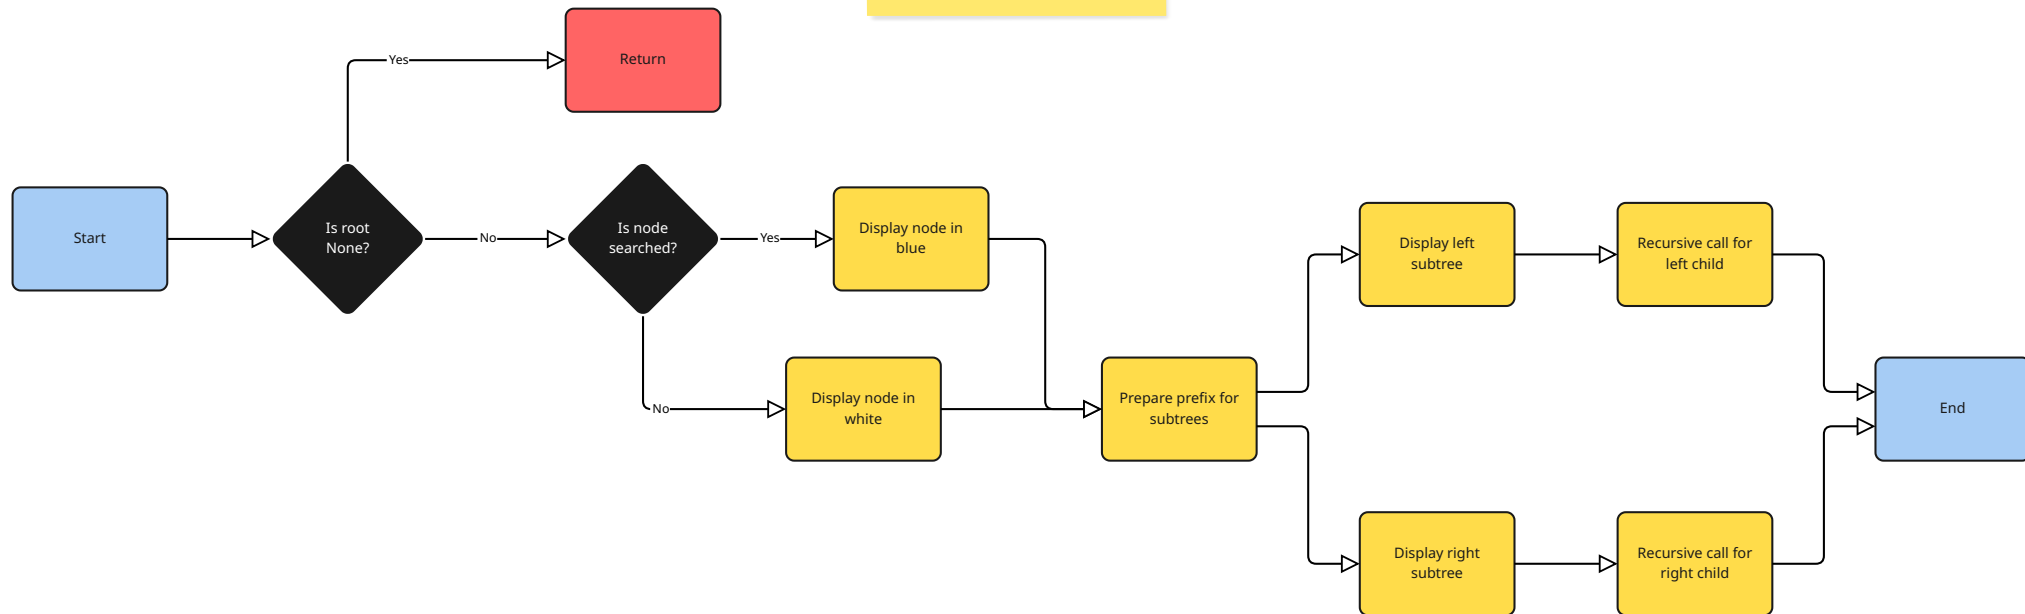 Yes
Return
Start
Is root
None?
No
Is node
searched?
Yes
Display node in
blue
No
Display node in
white
Prepare prefix for
subtrees
Display left
subtree
Recursive call for
left child
End
Display right
subtree
Recursive call for
right child